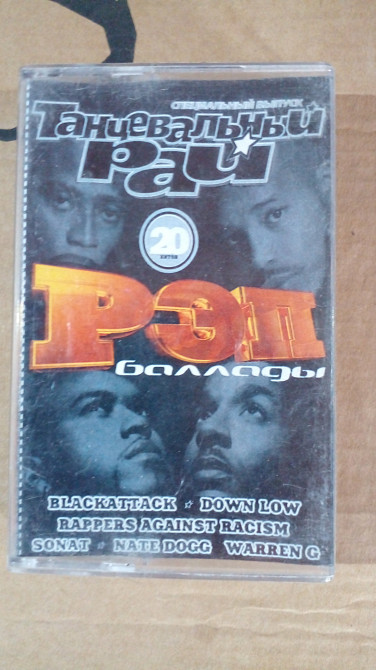 СПЕЦИАЛЬНЫЙ ВЫПУСК
Танцевальный
Рай
20
ХИТОВ
РЭП
баллады
BLACKATTACK ☆ DOWN LOW
RAPPERS AGAINST RACISM
SONAT ☆ NATE DOGG WARREN G